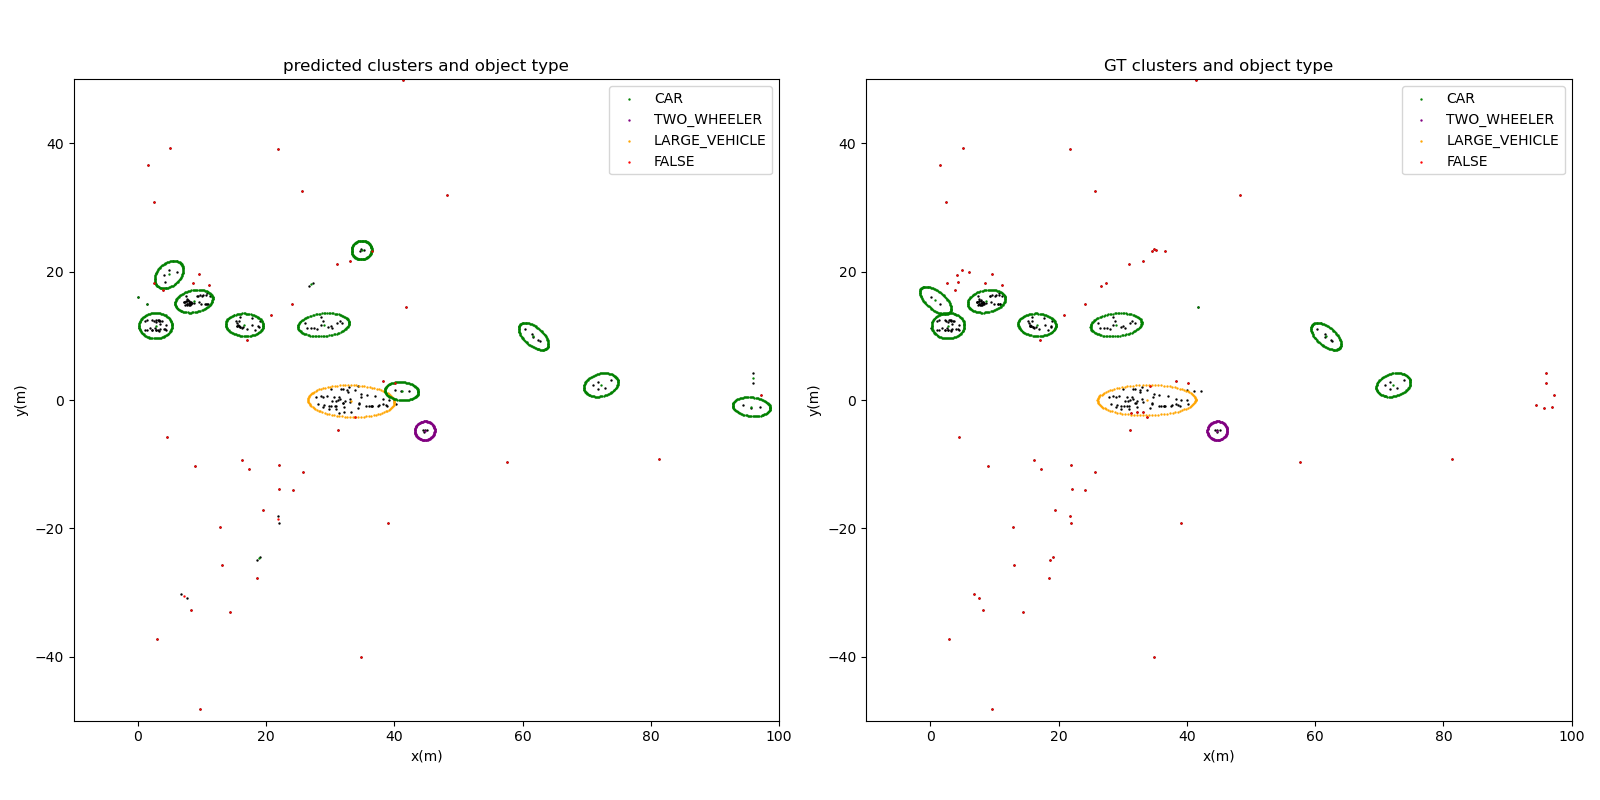 predicted clusters and object type
CAR
TWO_WHEELER
LARGE_VEHICLE
FALSE
40
20
0
−20
−40
y(m)
0
20
40
60
80
100
x(m)
GT clusters and object type
CAR
TWO_WHEELER
LARGE_VEHICLE
FALSE
40
20
0
−20
−40
y(m)
0
20
40
60
80
100
x(m)